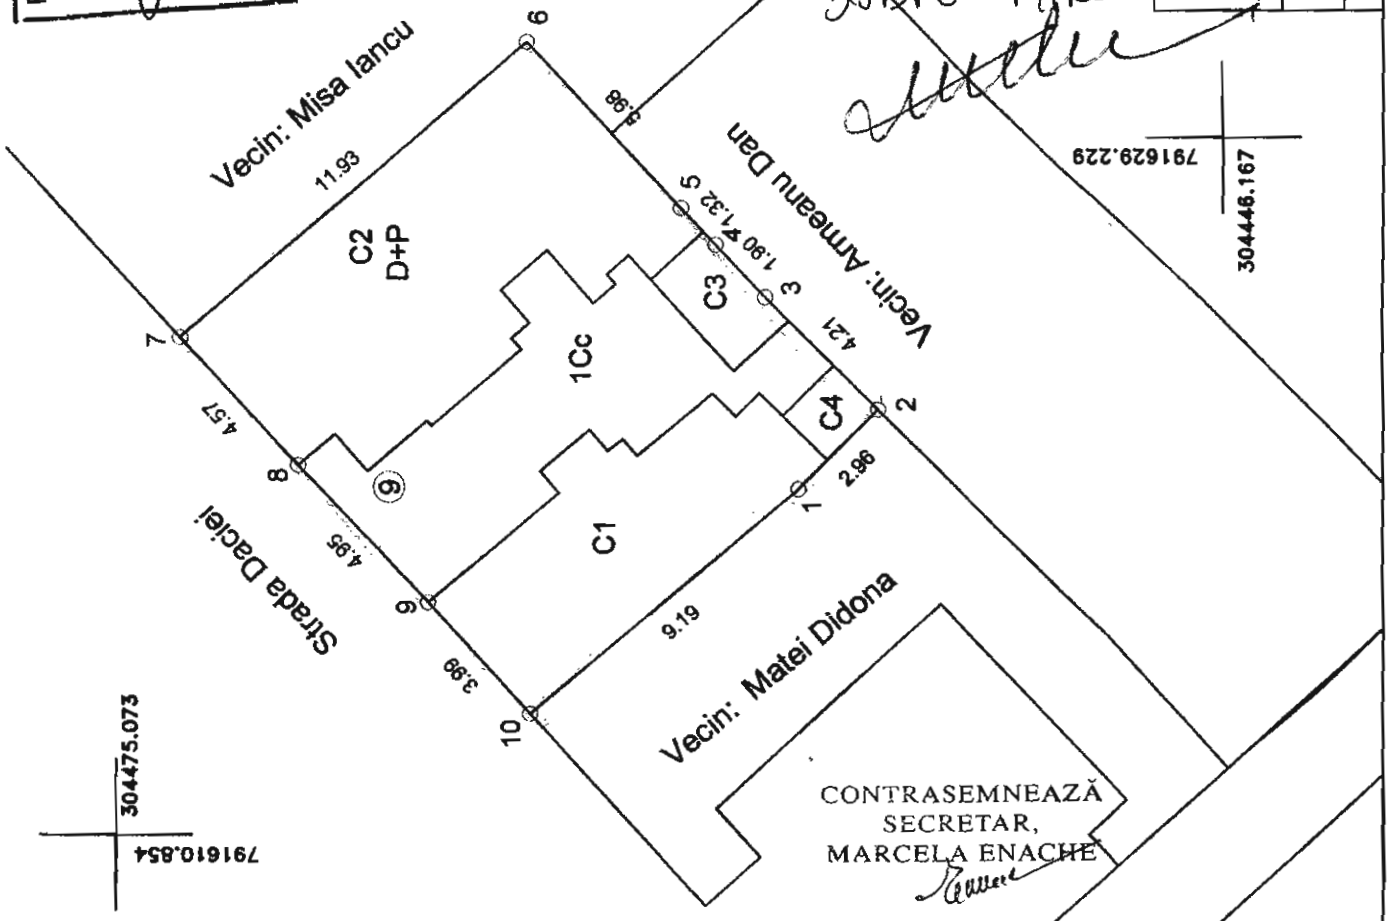 6
Vecin: Misa Iancu
11.93
5.98
C2
D+P
5
1.32
4
1.90
3
Vecin: Armeanu Dan
791629.229
304446.167
7
4.57
8
9
1Cc
C3
4.21
C4
2
2.96
1
Strada Daciei
4.95
9
C1
3.99
9.19
10
Vecin: Matei Didona
304475.073
791610.854
CONTRASEMNEAZĂ
SECRETAR,
MARCELA ENACHE